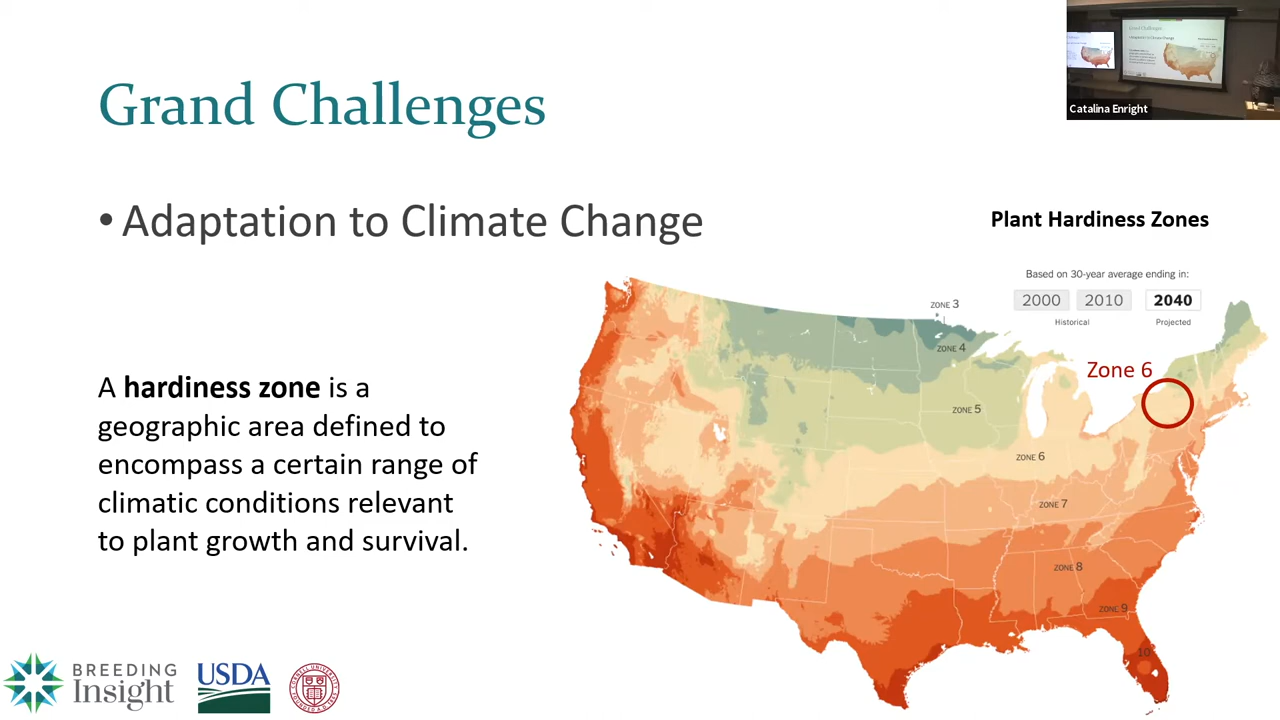 Grand Challenges
• Adaptation to Climate Change
A hardiness zone is a
geographic area defined to
encompass a certain range of
climatic conditions relevant
to plant growth and survival.
Plant Hardiness Zones
Based on 30-year average ending in:
2000 2010 2040
Historical Projected
ZONE 3
ZONE 4
Zone 6
ZONE 5
ZONE 6
ZONE 7
ZONE 8
ZONE 9
10
BREEDING
Insight
USDA
Catalina Enright
Grand Challenges